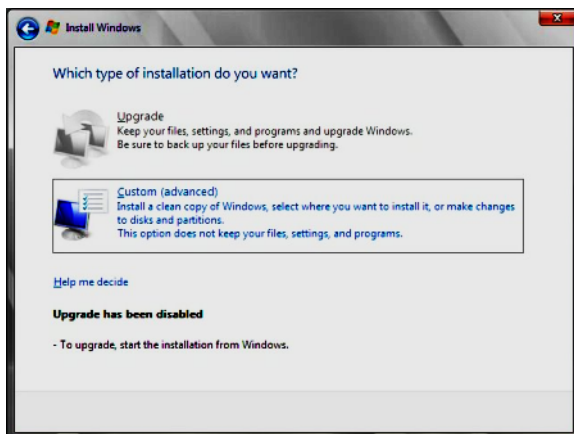 Install Windows
Which type of installation do you want?
Upgrade
Keep your files, settings, and programs and upgrade Windows.
Be sure to back up your files before upgrading.
Custom (advanced)
Install a clean copy of Windows, select where you want to install it, or make changes
to disks and partitions.
This option does not keep your files, settings, and programs.
Help me decide
Upgrade has been disabled
- To upgrade, start the installation from Windows.